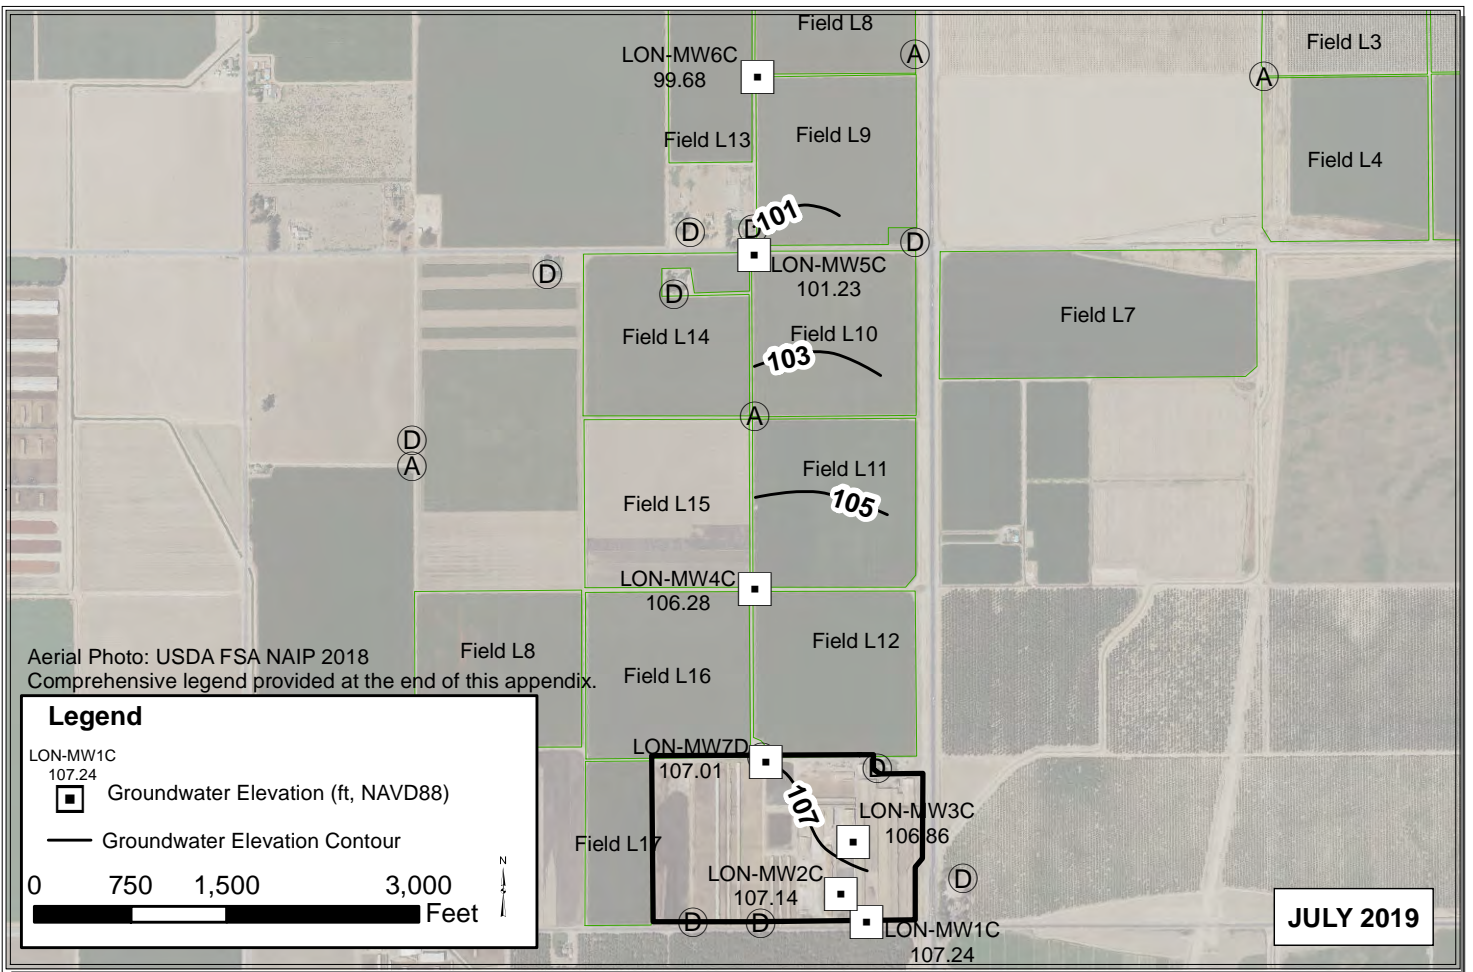 Field L8
A
Field L3
LON-MW6C
99.68
A
Field L13
Field L9
Field L4
101
D
D
D
LON-MW5C
101.23
D
D
Field L7
Field L14
Field L10
103
A
D
A
Field L11
Field L15
105
LON-MW4C
106.28
Field L8
Field L12
Field L16
Aerial Photo: USDA FSA NAIP 2018
Comprehensive legend provided at the end of this appendix.
LON-MW7D
107.01
D
107
LON-MW3C
106.86
Field L17
LON-MW2C
107.14
D
D
D
LON-MW1C
107.24
Legend
LON-MW1C
107.24
Groundwater Elevation (ft, NAVD88)
Groundwater Elevation Contour
N
0 750 1,500 3,000
Feet
JULY 2019